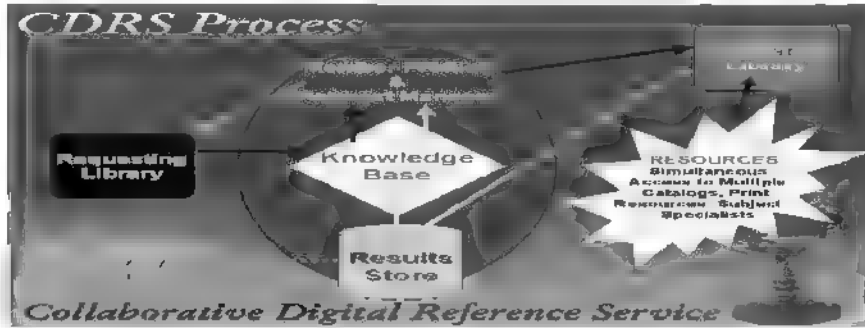 CDRS Process
Library
Requesting
Library
Knowledge
Base
RESOURCES
Simultaneous
Access to Multiple
Catalogs, Print
Resources Subject
Specialists
Results
Store
Collaborative Digital Reference Service